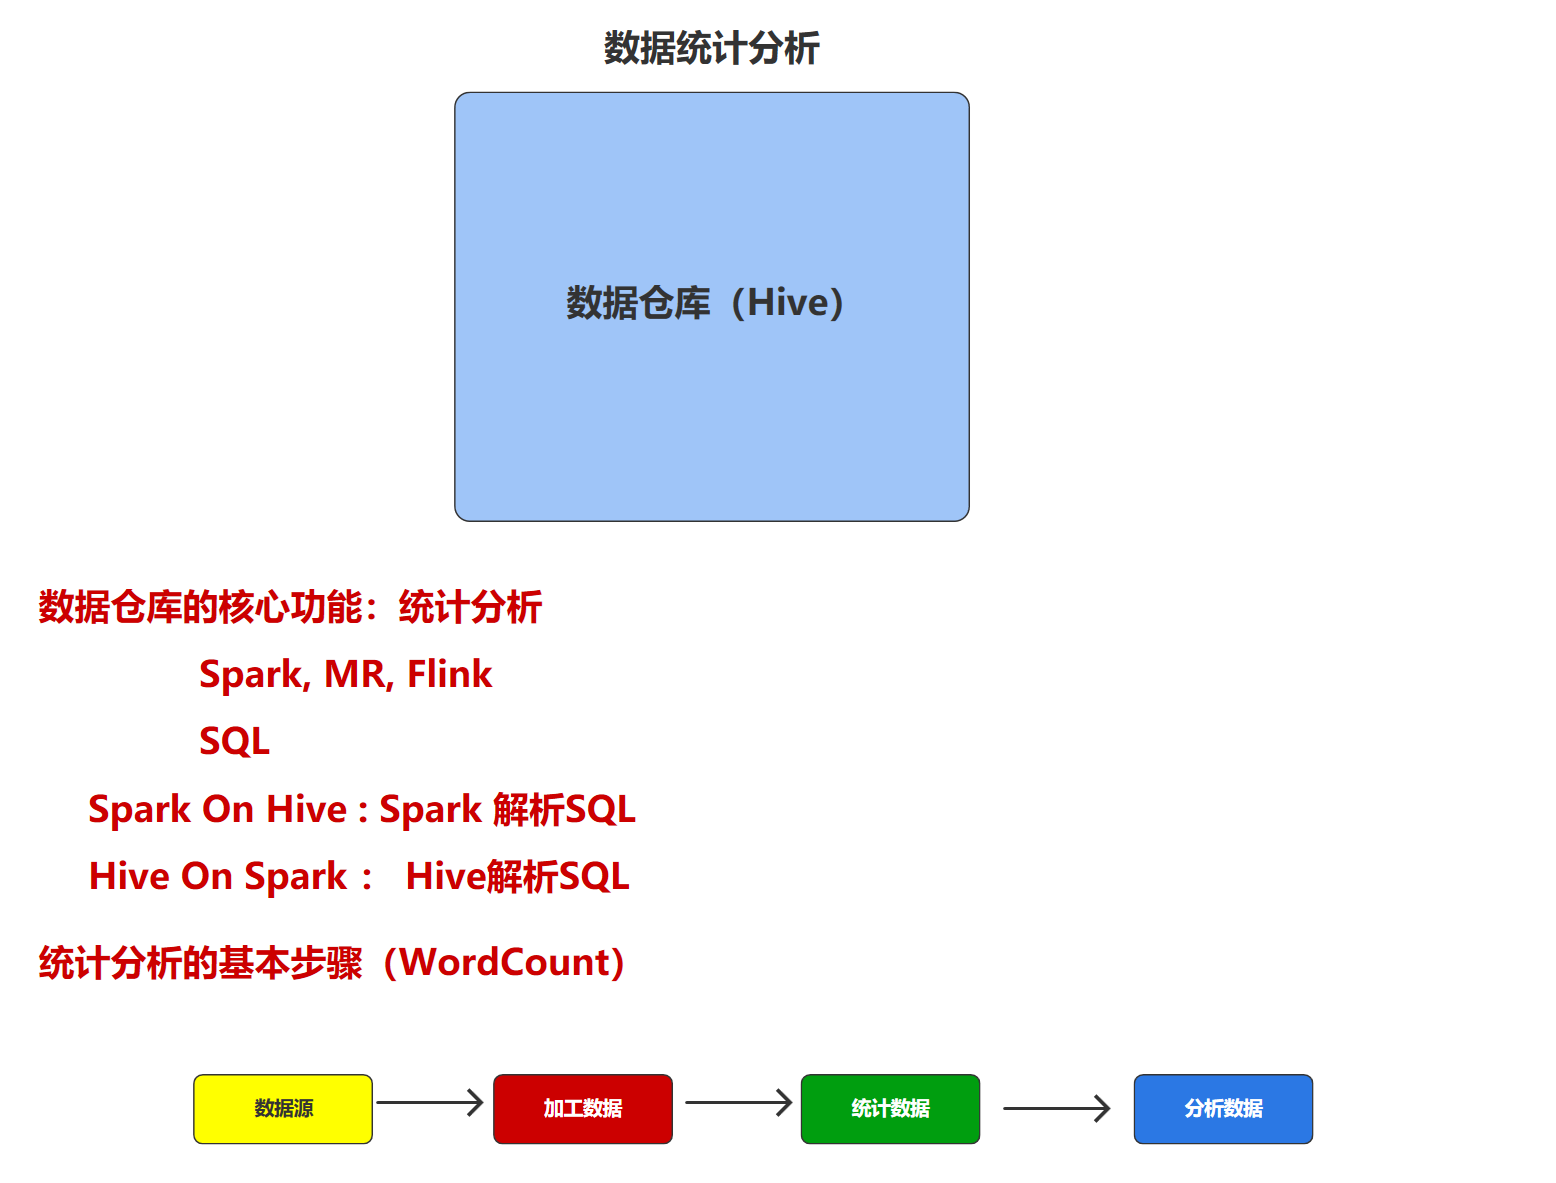 数据统计分析
数据仓库（Hive）
数据仓库的核心功能：统计分析
Spark, MR, Flink
SQL
Spark On Hive : Spark 解析SQL
Hive On Spark ： Hive解析SQL
统计分析的基本步骤（WordCount）
数据源
加工数据
统计数据
分析数据